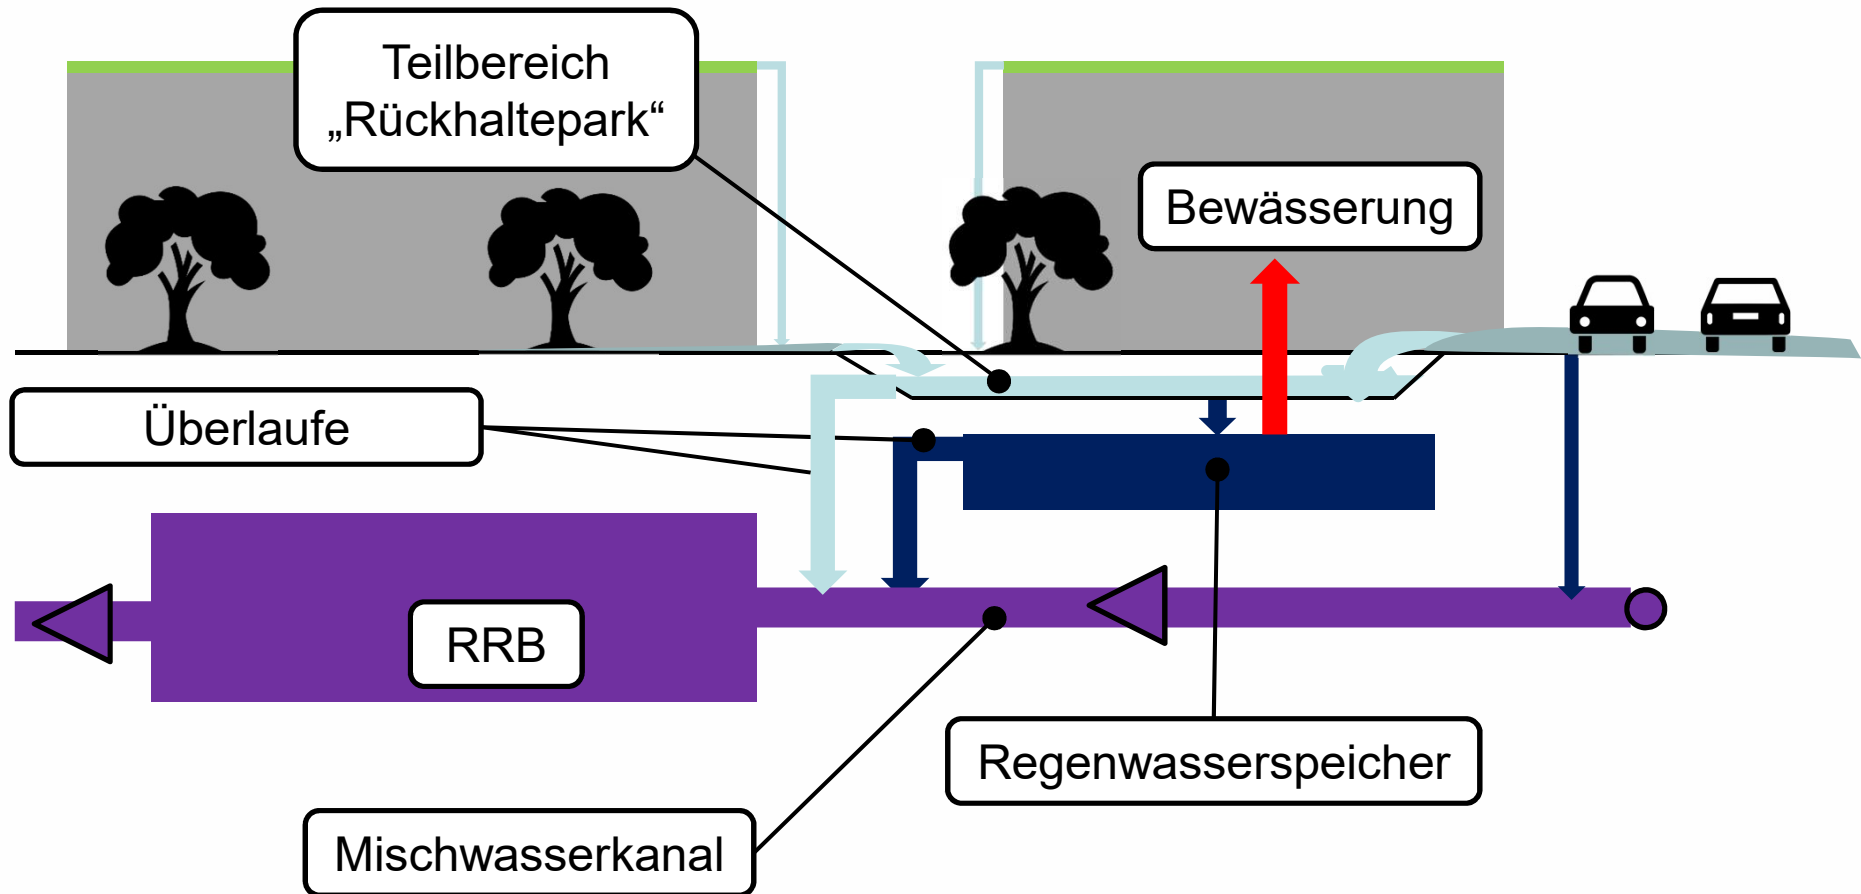 Teilbereich
„Rückhaltepark“
Bewässerung
Überlaufe
RRB
Regenwasserspeicher
Mischwasserkanal